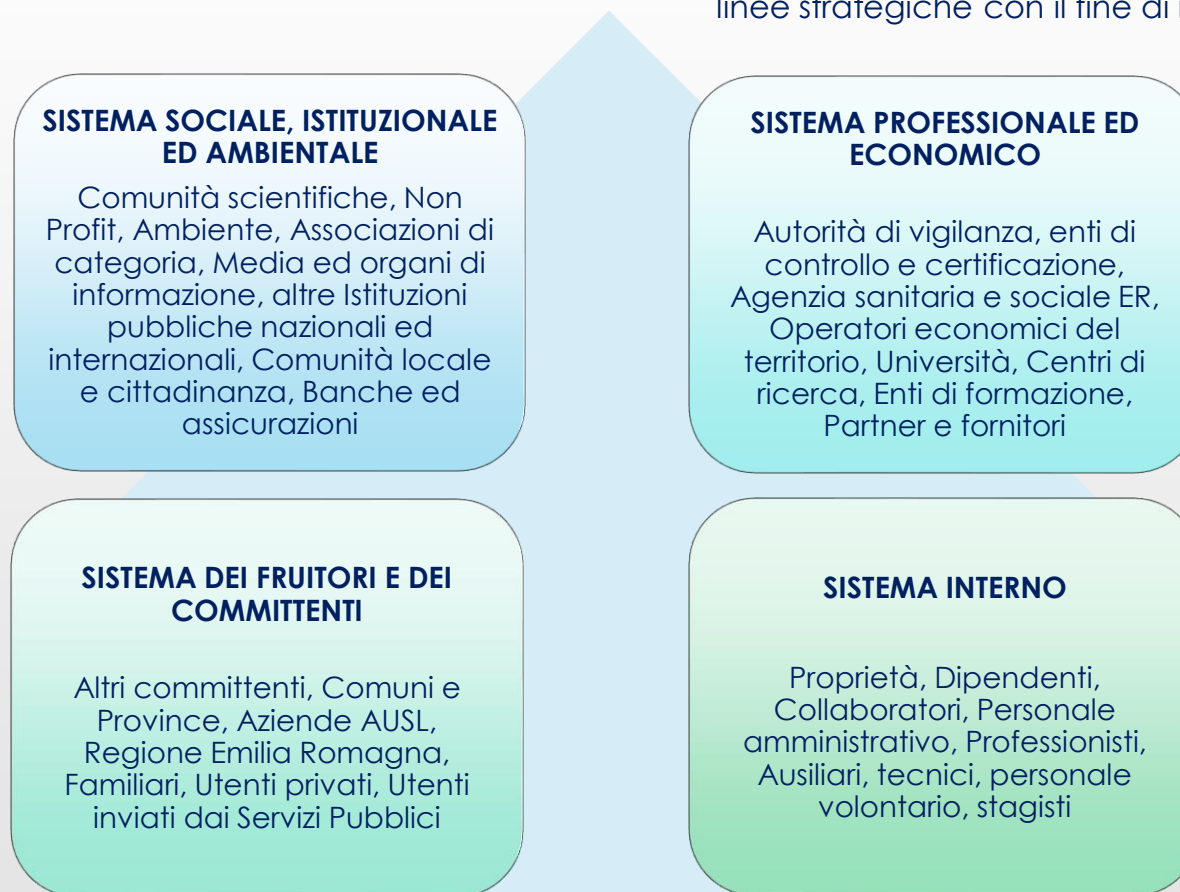 linee strategiche con il fine di
SISTEMA SOCIALE, ISTITUZIONALE
ED AMBIENTALE
Comunità scientifiche, Non
Profit, Ambiente, Associazioni di
categoria, Media ed organi di
informazione, altre Istituzioni
pubbliche nazionali ed
internazionali, Comunità locale
e cittadinanza, Banche ed
assicurazioni
SISTEMA PROFESSIONALE ED
ECONOMICO
Autorità di vigilanza, enti di
controllo e certificazione,
Agenzia sanitaria e sociale ER,
Operatori economici del
territorio, Università, Centri di
ricerca, Enti di formazione,
Partner e fornitori
SISTEMA DEI FRUITORI E DEI
COMMITTENTI
Altri committenti, Comuni e
Province, Aziende AUSL,
Regione Emilia Romagna,
Familiari, Utenti privati, Utenti
inviati dai Servizi Pubblici
SISTEMA INTERNO
Proprietà, Dipendenti,
Collaboratori, Personale
amministrativo, Professionisti,
Ausiliari, tecnici, personale
volontario, stagisti